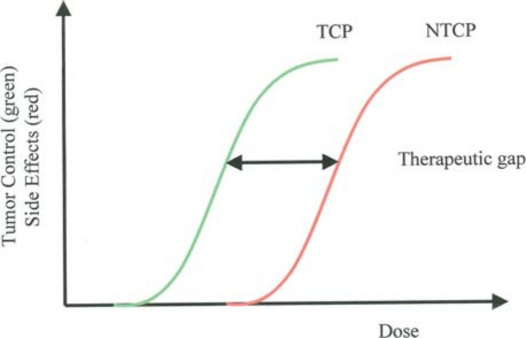 TCP
NTCP
Tumor Control (green)
Side Effects (red)
Therapeutic gap
Dose